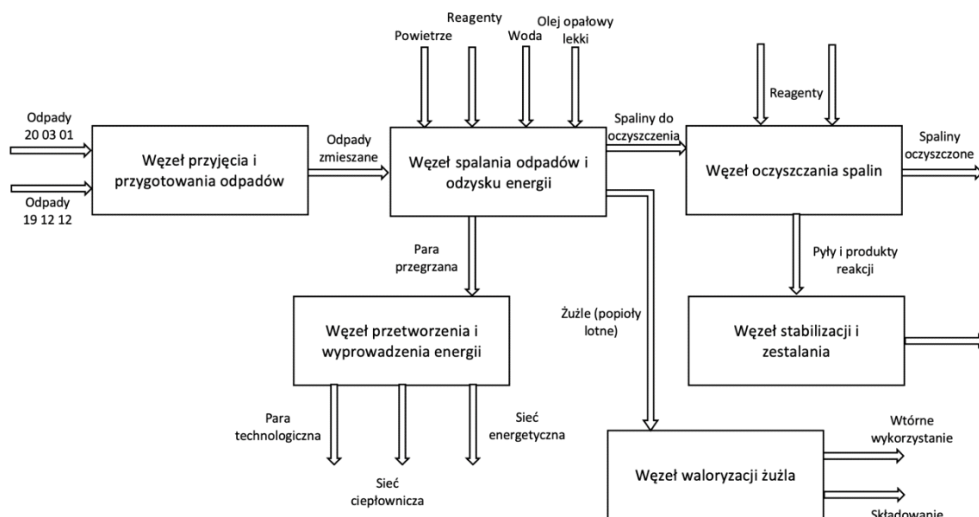 Powietrze
Reagenty
Woda
Olej opałowy
lekki
Odpady
20 03 01
Odpady
19 12 12
Węzeł przyjęcia i
przygotowania odpadów
Odpady
zmieszane
Węzeł spalania odpadów i
odzysku energii
Spaliny do
oczyszczenia
Reagenty
Węzeł oczyszczania spalin
Spaliny
oczyszczone
Para
przegrzana
Pyły i produkty
reakcji
Żużle (popioły
lotne)
Węzeł przetworzenia i
wyprowadzenia energii
Węzeł stabilizacji i
zestalania
Para
technologiczna
Sieć
ciepłownicza
Sieć
energetyczna
Węzeł waloryzacji żużla
Wtórne
wykorzystanie
Składowanie